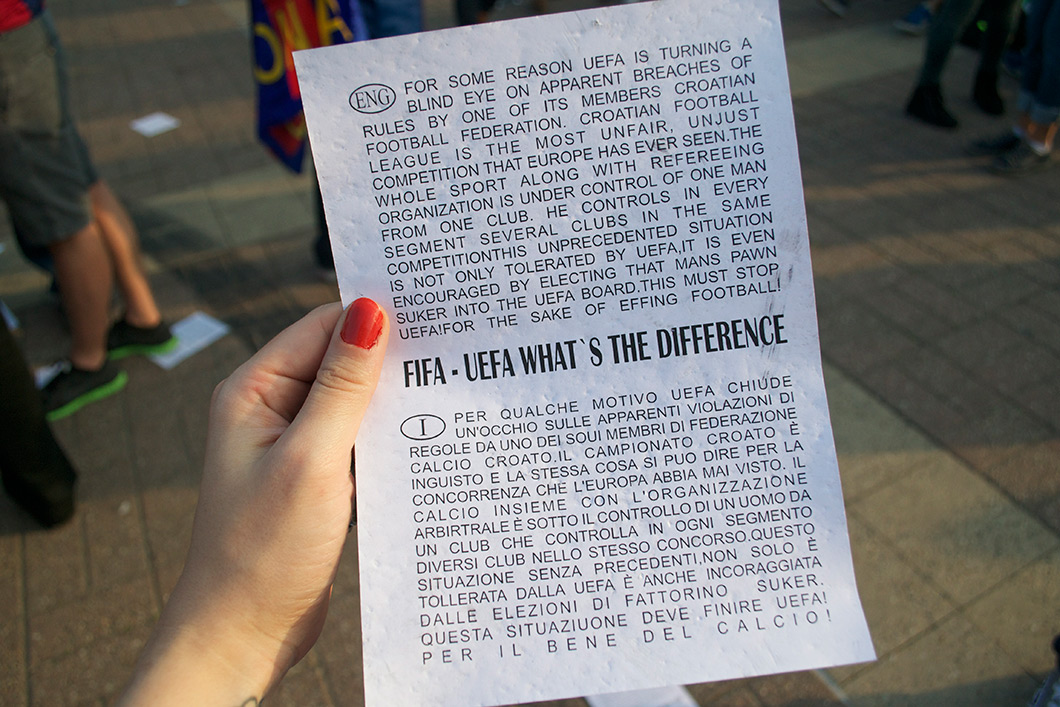 ENG FOR SOME REASON UEFA IS TURNING A
BLIND EYE ON APPARENT BREACHES OF
RULES BY ONE OF ITS MEMBERS CROATIAN
FOOTBALL FEDERATION. CROATIAN FOOTBALL
LEAGUE IS THE MOST UNFAIR, UNJUST
COMPETITION THAT EUROPE HAS EVER SEEN.THE
WHOLE SPORT ALONG WITH REFEREEING
ORGANIZATION IS UNDER CONTROL OF ONE MAN
FROM ONE CLUB. HE CONTROLS IN EVERY
SEGMENT SEVERAL CLUBS IN THE SAME
COMPETITIONTHIS UNPRECEDENTED SITUATION
IS NOT ONLY TOLERATED BY UEFA,IT IS EVEN
ENCOURAGED BY ELECTING THAT MANS PAWN
SUKER INTO THE UEFA BOARD.THIS MUST STOP
UEFA!FOR THE SAKE OF EFFING FOOTBALL!
FIFA - UEFA WHAT`S THE DIFFERENCE
I PER QUALCHE MOTIVO UEFA CHIUDE
UN'OCCHIO SULLE APPARENTI VIOLAZIONI DI
REGOLE DA UNO DEI SOUI MEMBRI DI FEDERAZIONE
CALCIO CROATO.IL CAMPIONATO CROATO È
INGUISTO E LA STESSA COSA SI PUO DIRE PER LA
CONCORRENZA CHE L'EUROPA ABBIA MAI VISTO. IL
CALCIO INSIEME CON L'ORGANIZZAZIONE
ARBIRTRALE È SOTTO IL CONTROLLO DI UN UOMO DA
UN CLUB CHE CONTROLLA IN OGNI SEGMENTO
DIVERSI CLUB NELLO STESSO CONCORSO.QUESTO
SITUAZIONE SENZA PRECEDENTI,NON SOLO È
TOLLERATA DALLA UEFA È ANCHE INCORAGGIATA
DALLE ELEZIONI DI FATTORINO SUKER.
QUESTA SITUAZIUONE DEVE FINIRE UEFA!
PER IL BENE DEL CALCIO!